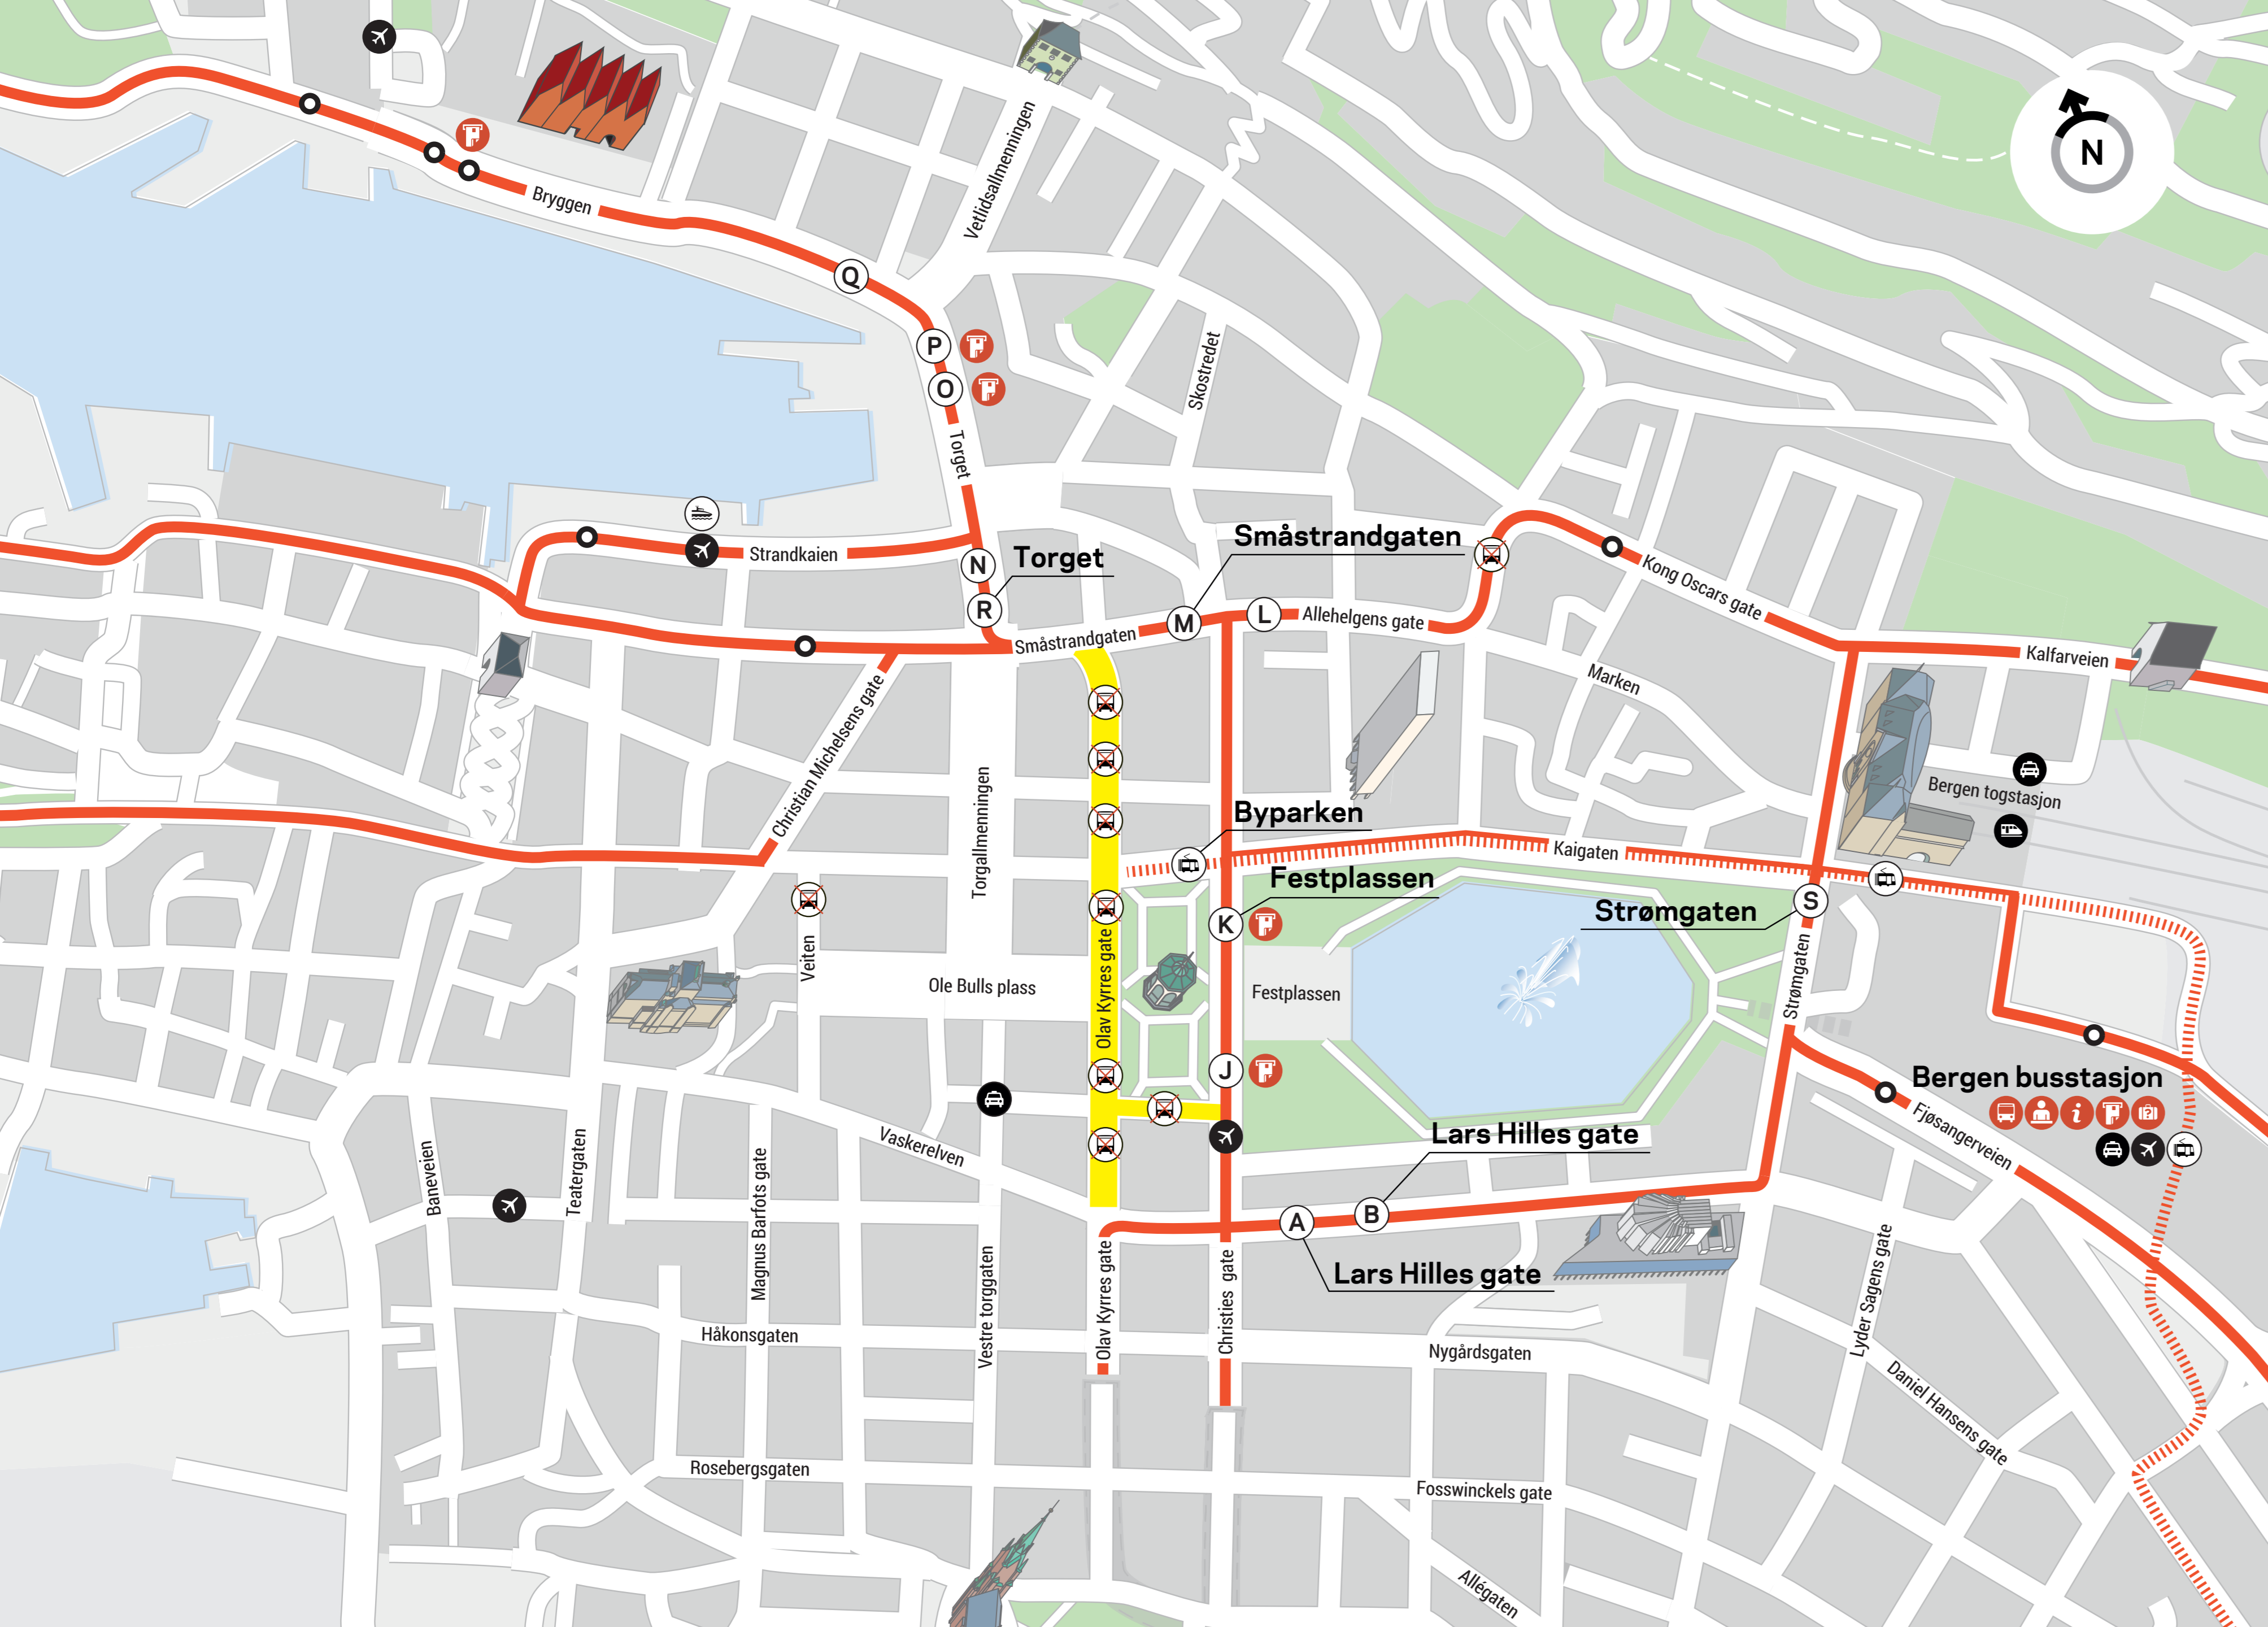 N
Vetlidsallmenningen
Bryggen
Q
P
O
Skostredet
Torget
Småstrandgaten
Strandkaien
N
Torget
Kong Oscars gate
R
M
L
Allehelgens gate
Småstrandgaten
Kalfarveien
Marken
Christian Michelsens gate
Torgallmenningen
Bergen togstasjon
Byparken
Kaigaten
Festplassen
K
Strømgaten
S
Veiten
Olav Kyrres gate
Ole Bulls plass
Festplassen
Strømgaten
J
Bergen busstasjon
i
?
Fjøsangerveien
Lars Hilles gate
Vaskerelven
Baneveien
Teatergaten
Magnus Barfots gate
A
B
Lars Hilles gate
Vestre torgaten
Olav Kyrres gate
Christies gate
Lyder Sagens gate
Håkonsgaten
Nygårdsgaten
Daniel Hansens gate
Rosebergsgaten
Fosswinckels gate
Allégaten